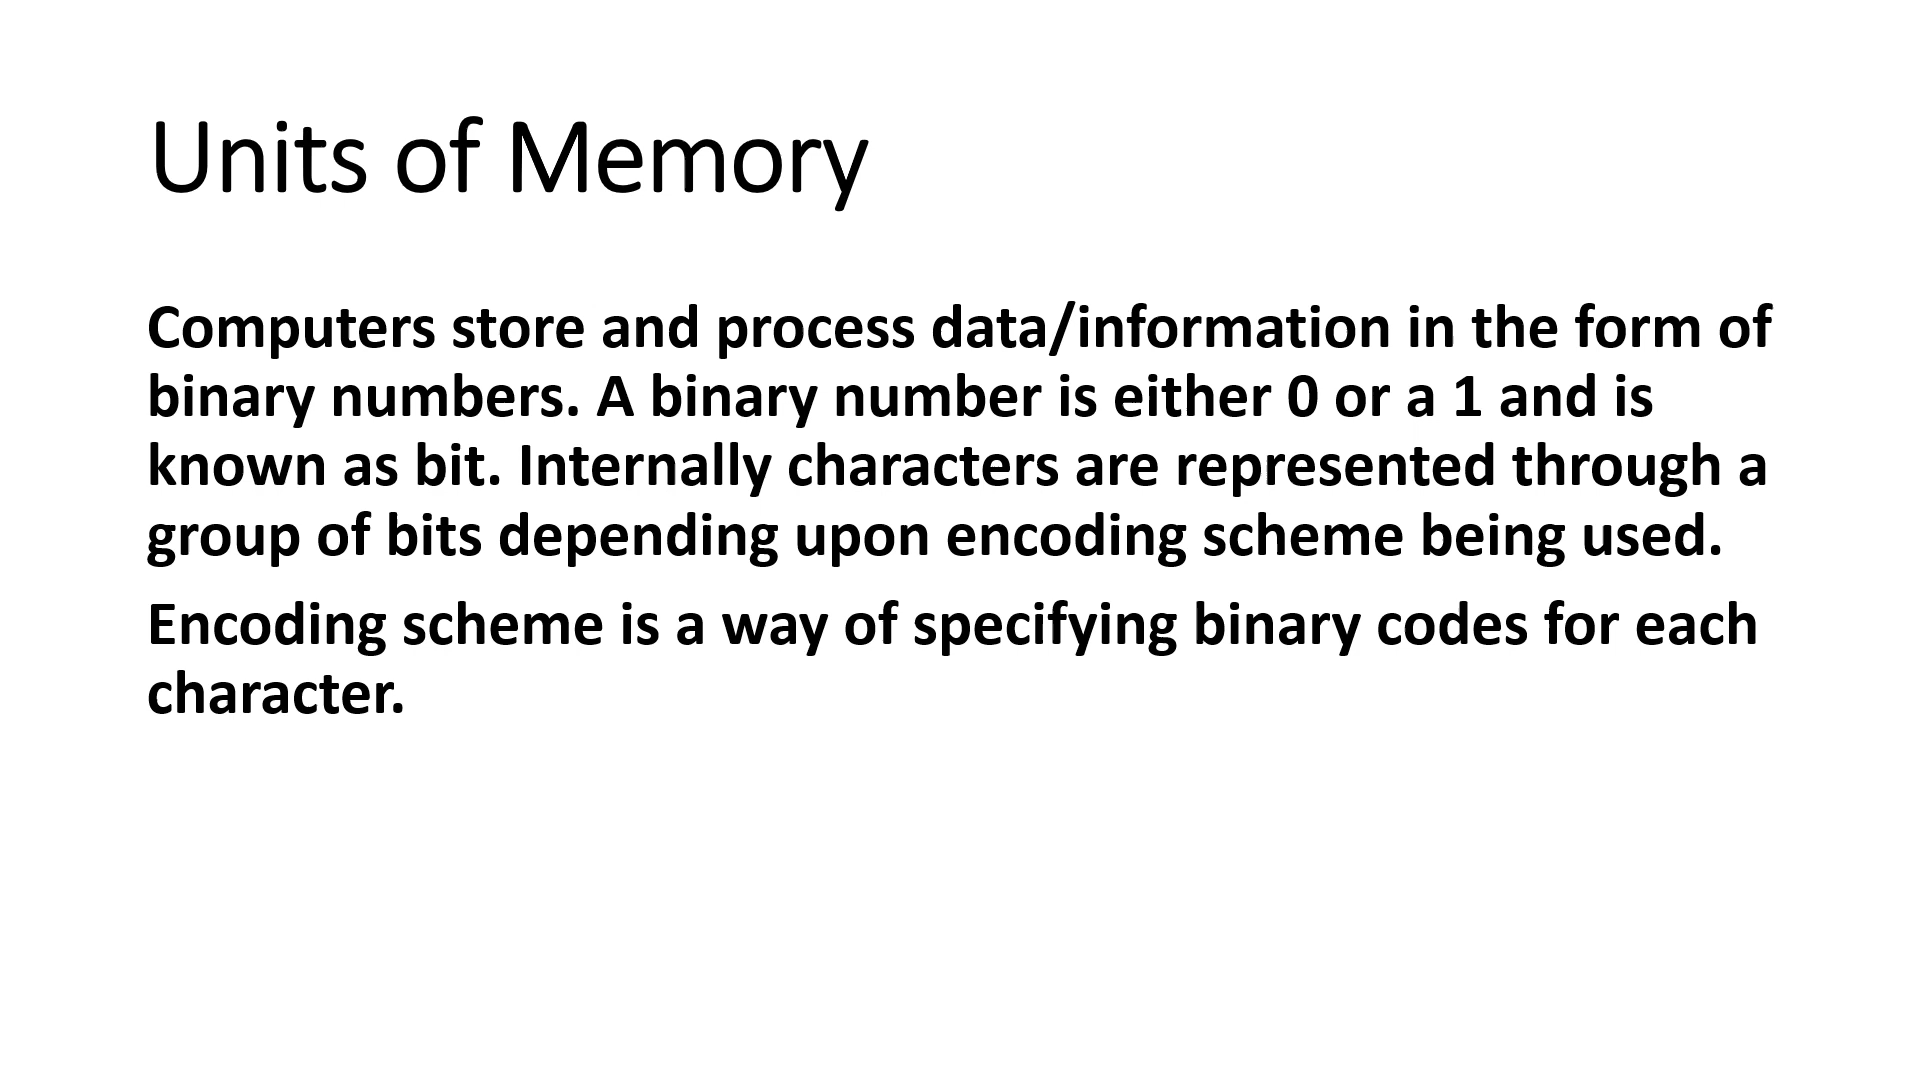 Units of Memory
Computers store and process data/information in the form of
binary numbers. A binary number is either 0 or a 1 and is
known as bit. Internally characters are represented through a
group of bits depending upon encoding scheme being used.
Encoding scheme is a way of specifying binary codes for each
character.